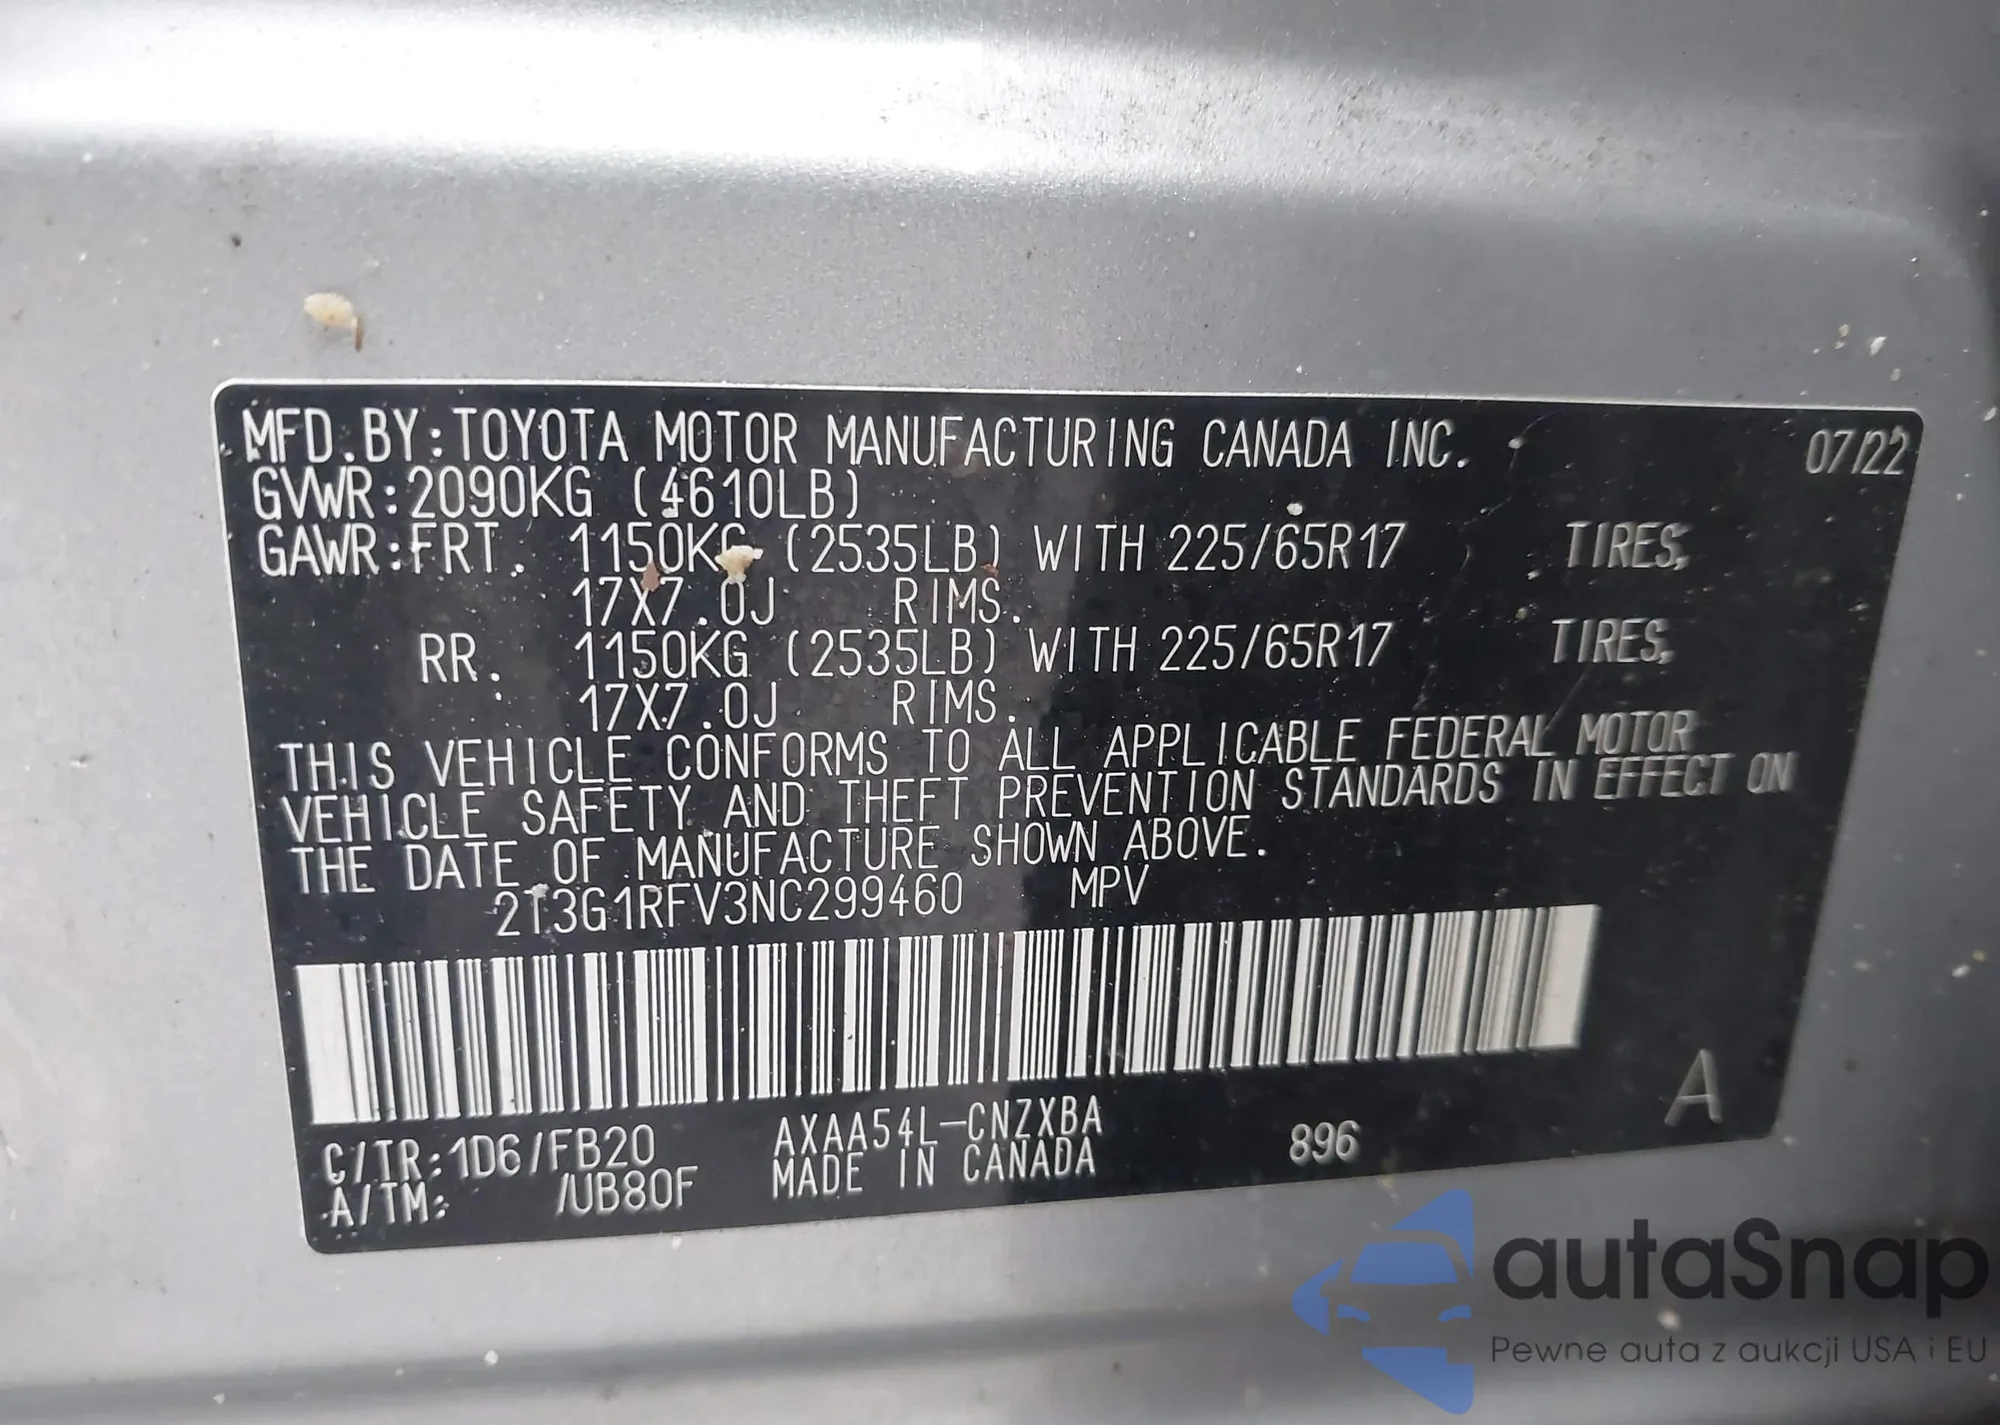 MFD.BY:TOYOTA MOTOR MANUFACTURING CANADA INC. 07/22
GVWR:2090KG (4610LB)
GAWR:FRT. 1150KG (2535LB) WITH 225/65R17 TIRES,
17X7.0J RIMS.
RR. 1150KG (2535LB) WITH 225/65R17 TIRES,
17X7.0J RIMS.
THIS VEHICLE CONFORMS TO ALL APPLICABLE FEDERAL MOTOR
VEHICLE SAFETY AND THEFT PREVENTION STANDARDS IN EFFECT ON
THE DATE OF MANUFACTURE SHOWN ABOVE.
2T3G1RFV3NC299460 MPV
A
C/TR:1D6/FB20 AXAA54L-CNZXBA 896
A/TM: /UB80F MADE IN CANADA
autaSnap
Pewne auta z aukcji USA i EU